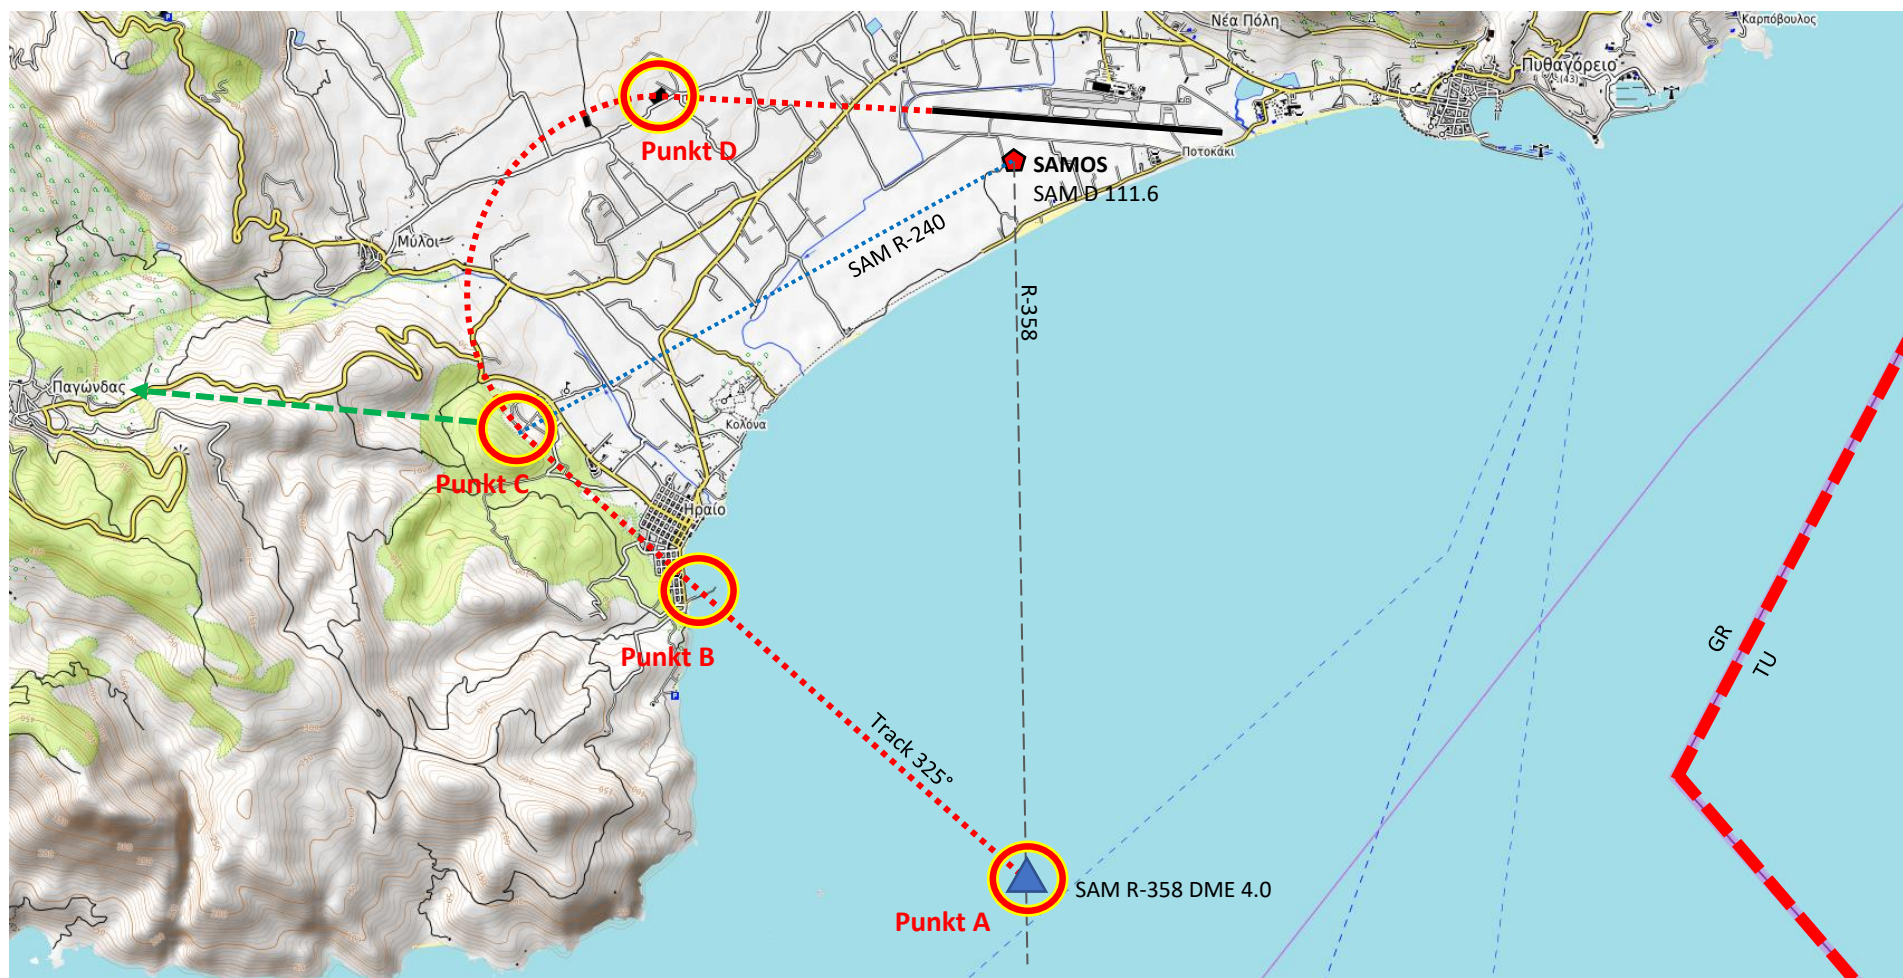 Νέα Πόλη
Καρπόβουλος
Πυθαγόρειο
(43)
Punkt D
Ποτοκάκι
SAMOS
SAM D 111.6
Μύλοι
SAM R-240
R-358
Παγώνδας
Κολόνα
Punkt C
Ηραίο
Punkt B
GR
TU
P
Track 325°
SAM R-358 DME 4.0
Punkt A